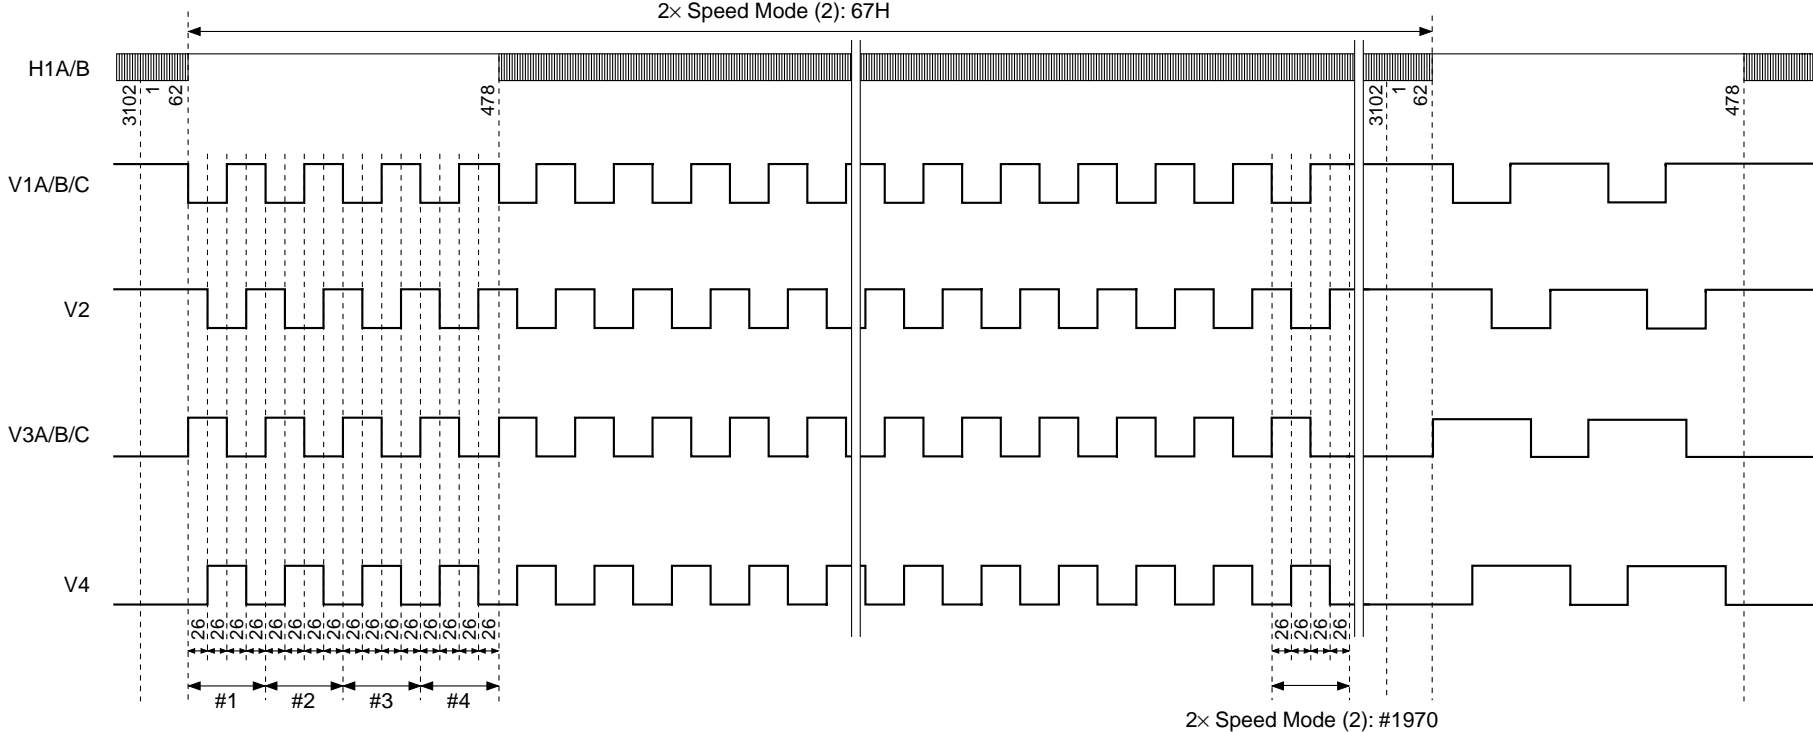 2× Speed Mode (2): 67H
H1A/B
3102
1
62
478
3102
1
62
478
V1A/B/C
V2
V3A/B/C
V4
26 26 26 26 26 26 26 26 26 26 26 26 26 26 26 26
26 26 26 26
#1 #2 #3 #4
2× Speed Mode (2): #1970